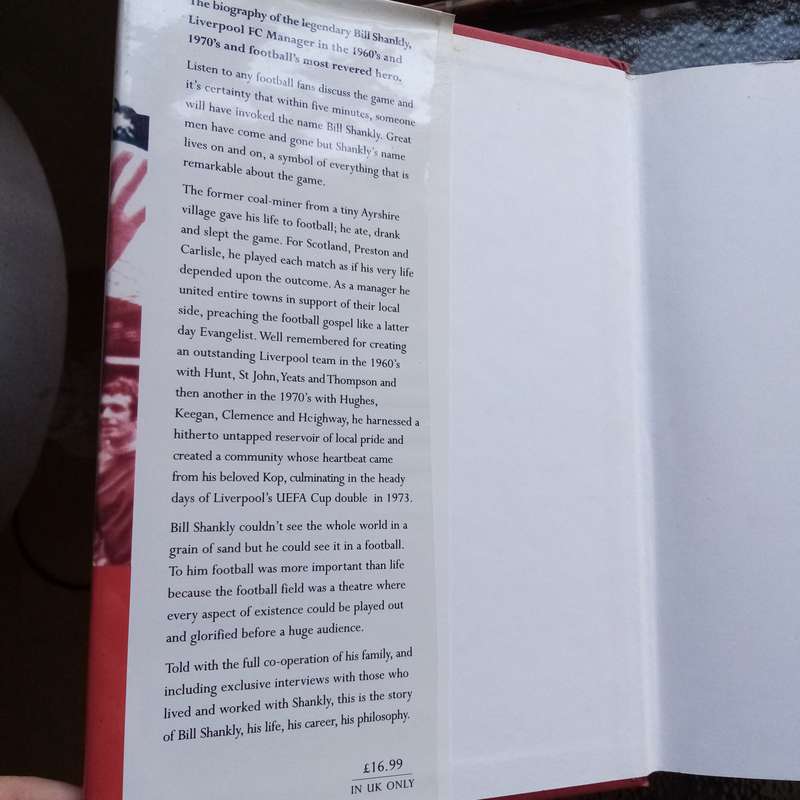 The biography of the legendary Bill Shankly,
Liverpool FC Manager in the 1960's and
1970's and football's most revered hero.
Listen to any football fans discuss the game and
it's certainty that within five minutes, someone
will have invoked the name Bill Shankly. Great
men have come and gone but Shankly's name
lives on and on, a symbol of everything that is
remarkable about the game.
The former coal-miner from a tiny Ayrshire
village gave his life to football; he ate, drank
and slept the game. For Scotland, Preston and
Carlisle, he played each match as if his very life
depended upon the outcome. As a manager he
united entire towns in support of their local
side, preaching the football gospel like a latter
day Evangelist. Well remembered for creating
an outstanding Liverpool team in the 1960's
with Hunt, St John, Yeats and Thompson and
then another in the 1970's with Hughes,
Keegan, Clemence and Heighway, he harnessed a
hitherto untapped reservoir of local pride and
created a community whose heartbeat came
from his beloved Kop, culminating in the heady
days of Liverpool's UEFA Cup double in 1973.
Bill Shankly couldn't see the whole world in a
grain of sand but he could see it in a football.
To him football was more important than life
because the football field was a theatre where
every aspect of existence could be played out
and glorified before a huge audience.
Told with the full co-operation of his family, and
including exclusive interviews with those who
lived and worked with Shankly, this is the story
of Bill Shankly, his life, his career, his philosophy.
£16.99
IN UK ONLY